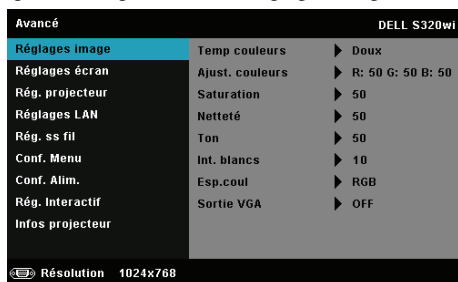 Avancé DELL S320wi
Réglages image Temp couleurs Doux
Réglages écran Ajust. couleurs R: 50 G: 50 B: 50
Rég. projecteur Saturation 50
Réglages LAN Netteté 50
Rég. ss fil Ton 50
Conf. Menu Int. blancs 10
Conf. Alim. Esp.coul RGB
Rég. Interactif Sortie VGA OFF
Infos projecteur
Résolution 1024x768